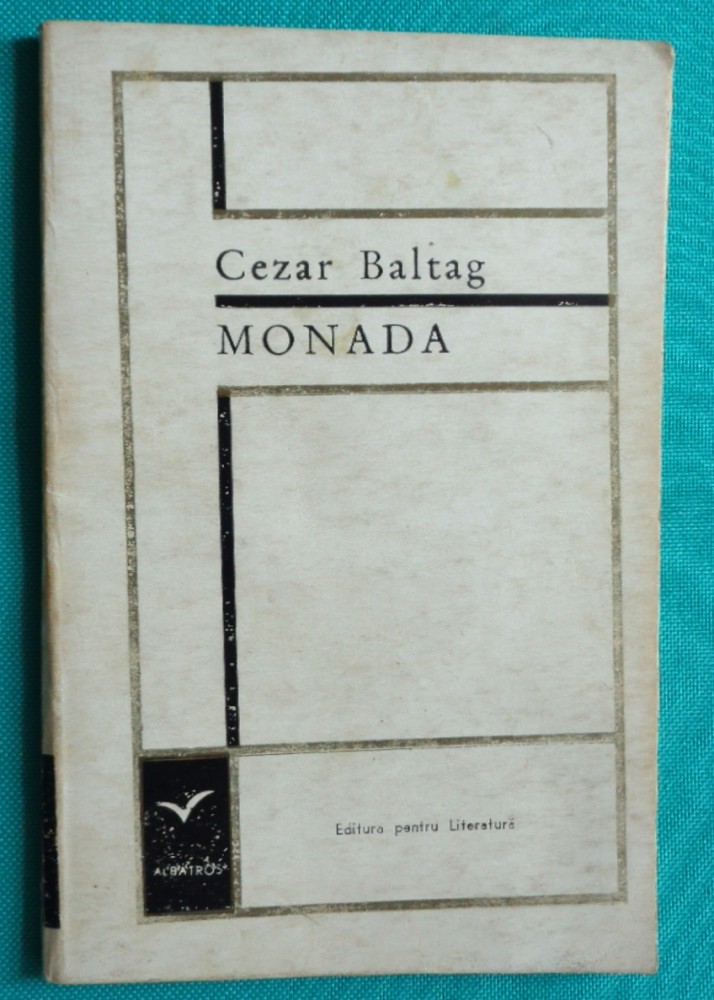 Cezar Baltag
MONADA
Editura pentru Literatură
ALBATROS